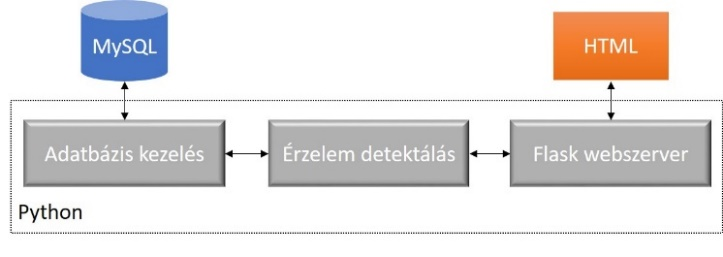 MySQL
HTML
Adatbázis kezelés
Érzelem detektálás
Flask webszerver
Python